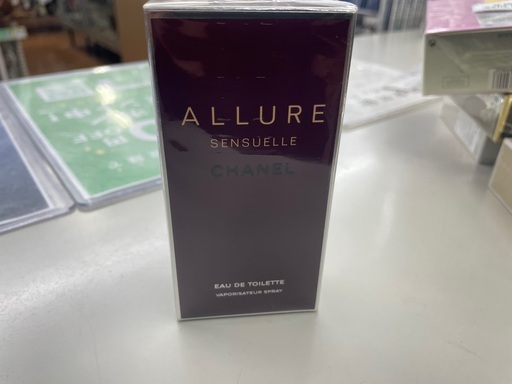 ALLURE
SENSUELLE
CHANEL
EAU DE TOILETTE
VAPORISATEUR SPRAY